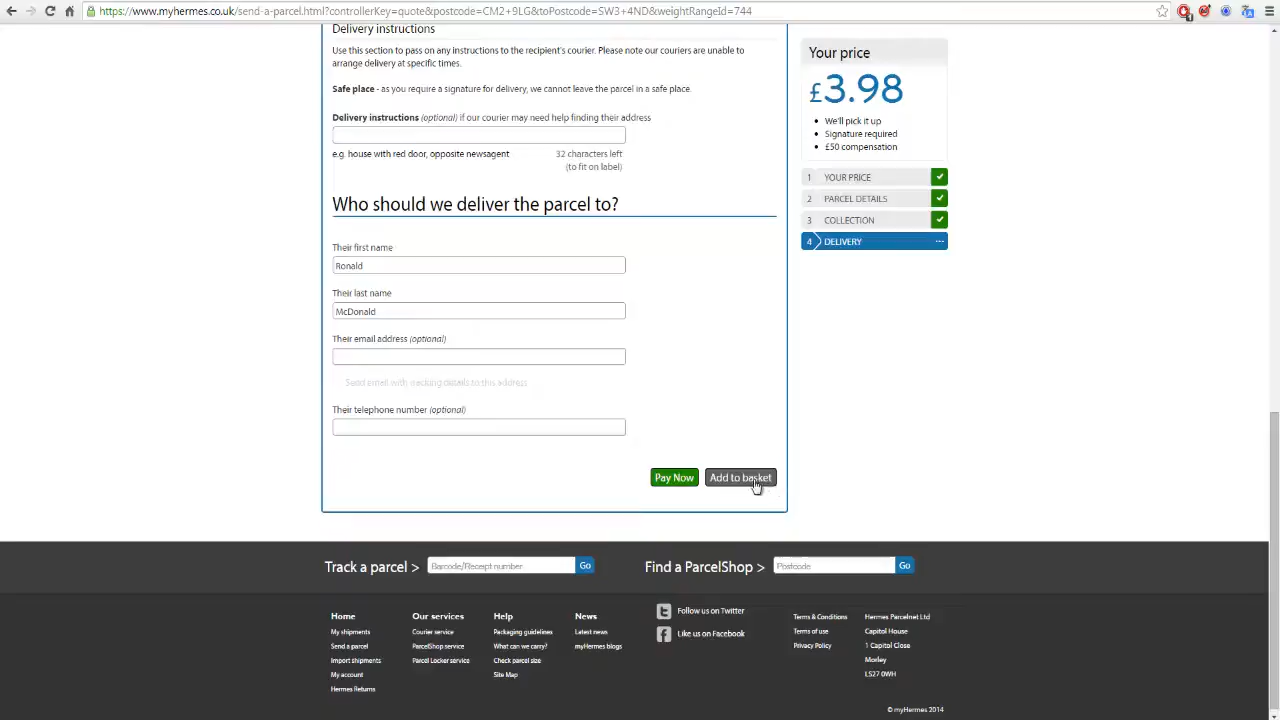 https://www.myhermes.co.uk/send-a-parcel.html?controllerKey=quote&postcode=CM2+9LG&toPostcode=SW3+4ND&weightRangeId=744
Delivery instructions
Use this section to pass on any instructions to the recipient's courier. Please note our couriers are unable to
arrange delivery at specific times.
Safe place - as you require a signature for delivery, we cannot leave the parcel in a safe place.
Delivery instructions (optional) if our courier may need help finding their address
e.g. house with red door, opposite newsagent
32 characters left
(to fit on label)
Who should we deliver the parcel to?
Their first name
Ronald
Their last name
McDonald
Their email address (optional)
Send email with tracking details to this address
Their telephone number (optional)
Pay Now
Add to basket
Your price
£3.98
We'll pick it up
Signature required
£50 compensation
1 YOUR PRICE
2 PARCEL DETAILS
3 COLLECTION
4 DELIVERY
Track a parcel >
Barcode/Receipt number
Go
Find a ParcelShop >
Postcode
Go
Home
My shipments
Send a parcel
Import shipments
My account
Hermes Returns
Our services
Courier service
ParcelShop service
Parcel Locker service
Help
Packaging guidelines
What can we carry?
Check parcel size
Site Map
News
Latest news
myHermes blogs
Follow us on Twitter
Like us on Facebook
Terms & Conditions
Terms of use
Privacy Policy
Hermes Parcelnet Ltd
Capitol House
1 Capitol Close
Morley
LS27 0WH
© myHermes 2014